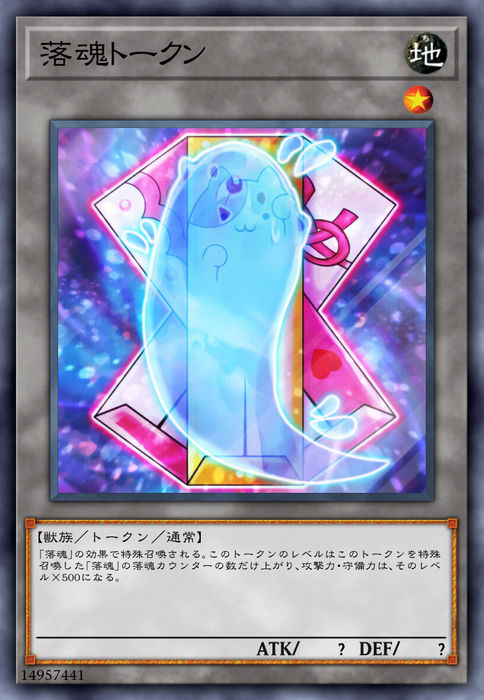 落魂トークン
ち
地
【獣族／トークン／通常】
「落魂」の効果で特殊召喚される。このトークンのレベルはこのトークンを特殊
召喚した「落魂」の落魂カウンターの数だけ上がり、攻撃力・守備力は、そのレベ
ル×500になる。
ATK/ ? DEF/ ?
14957441